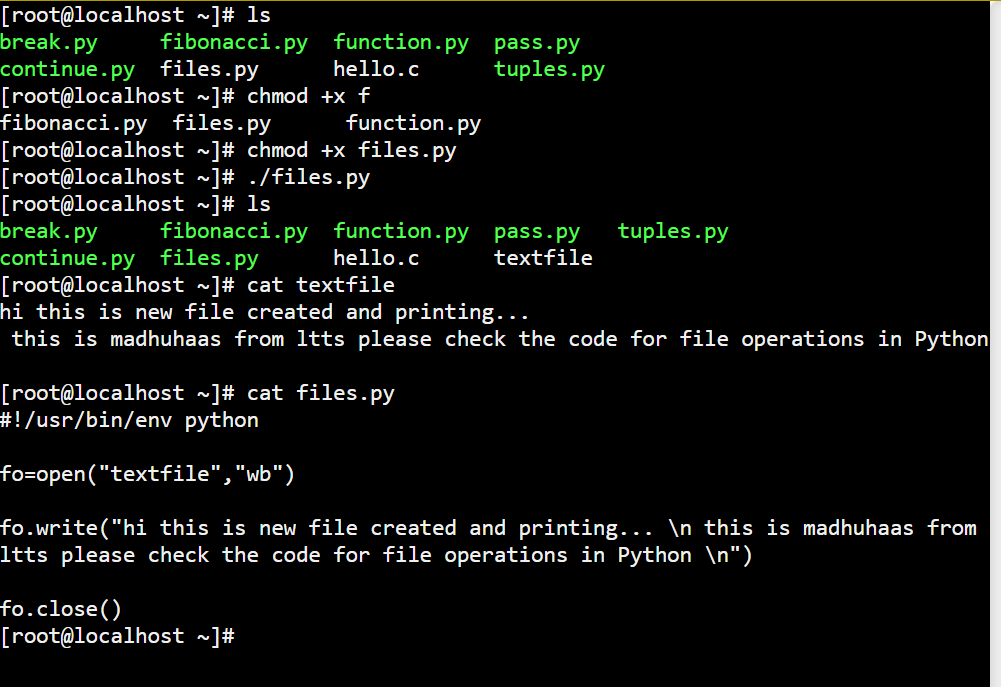 [root@localhost ~]# ls
break.py     fibonacci.py  function.py  pass.py
continue.py  files.py      hello.c      tuples.py
[root@localhost ~]# chmod +x f
fibonacci.py  files.py      function.py
[root@localhost ~]# chmod +x files.py
[root@localhost ~]# ./files.py
[root@localhost ~]# ls
break.py     fibonacci.py  function.py  pass.py   tuples.py
continue.py  files.py      hello.c      textfile
[root@localhost ~]# cat textfile
hi this is new file created and printing...
 this is madhuhaas from ltts please check the code for file operations in Python

[root@localhost ~]# cat files.py
#!/usr/bin/env python

fo=open("textfile","wb")

fo.write("hi this is new file created and printing... \n this is madhuhaas from
ltts please check the code for file operations in Python \n")

fo.close()
[root@localhost ~]#